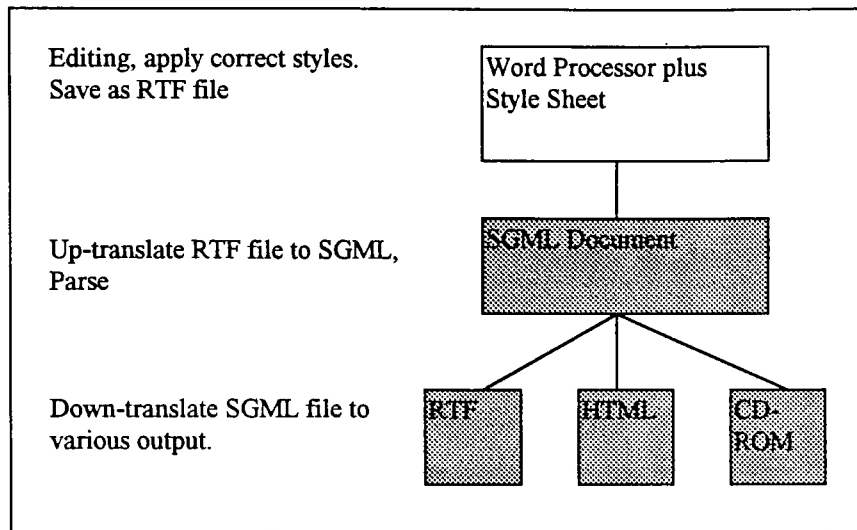 Editing, apply correct styles.
Save as RTF file
Word Processor plus
Style Sheet
Up-translate RTF file to SGML,
Parse
SGML Document
Down-translate SGML file to
various output.
RTF
HTML
CD-
ROM